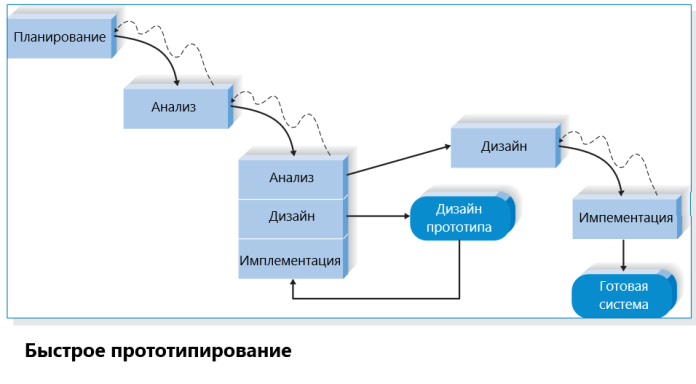 Планирование
Анализ
Анализ
Дизайн
Имплементация
Дизайн
прототипа
Дизайн
Импементация
Готовая
система
Быстрое прототипирование